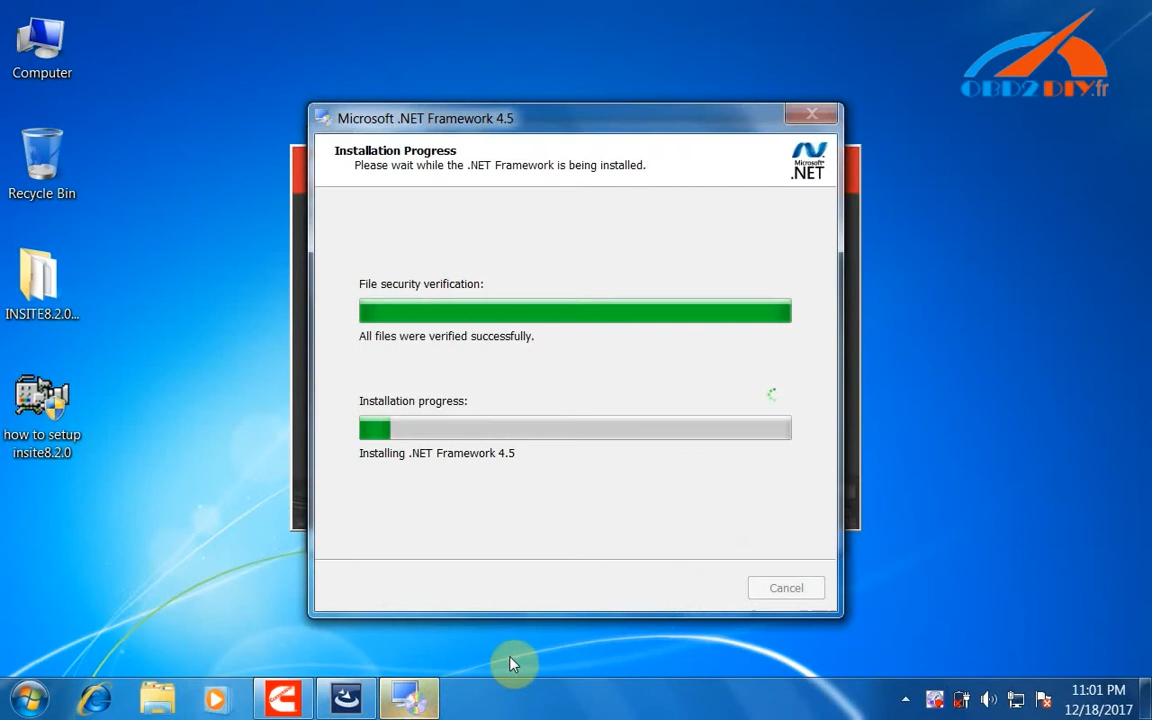 Computer
OBD2DIY.fr
Microsoft .NET Framework 4.5
Installation Progress
Please wait while the .NET Framework is being installed.
Microsoft
.NET
Recycle Bin
File security verification:
INSITE8.2.0...
All files were verified successfully.
Installation progress:
how to setup
insite8.2.0
Installing .NET Framework 4.5
Cancel
11:01 PM
12/18/2017